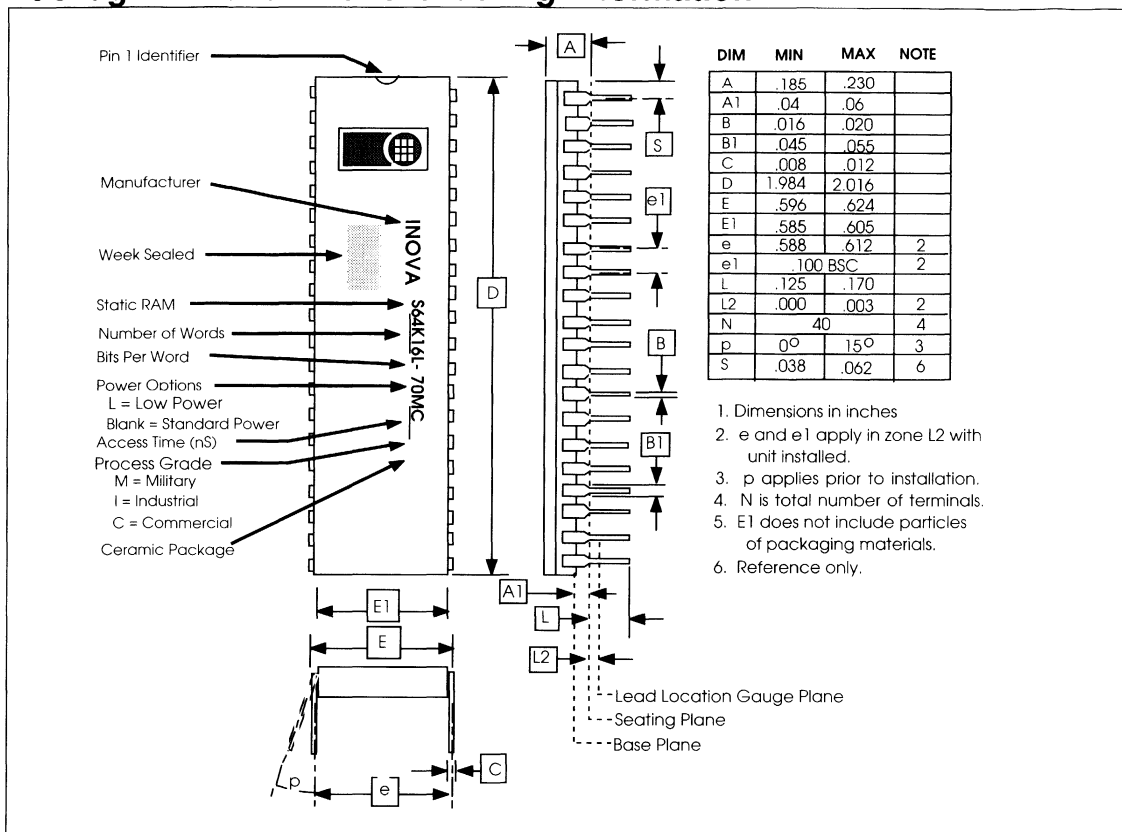 Pin 1 Identifier
Manufacturer
Week Sealed
Static RAM
Number of Words
Bits Per Word
Power Options
L = Low Power
Blank = Standard Power
Access Time (nS)
Process Grade
M = Military
I = Industrial
C = Commercial
Ceramic Package
INOVA
S64K16L- 70MC
A
S
e1
D
B
B1
A1
L
L2
E1
E
p
e
C
Lead Location Gauge Plane
Seating Plane
Base Plane
DIM MIN MAX NOTE
A .185 .230
A1 .04 .06
B .016 .020
B1 .045 .055
C .008 .012
D 1.984 2.016
E .596 .624
E1 .585 .605
e .588 .612 2
e1 .100 BSC 2
L .125 .170
L2 .000 .003 2
N 40 4
p 0° 15° 3
S .038 .062 6
1. Dimensions in inches
2. e and e1 apply in zone L2 with
unit installed.
3. p applies prior to installation.
4. N is total number of terminals.
5. E1 does not include particles
of packaging materials.
6. Reference only.